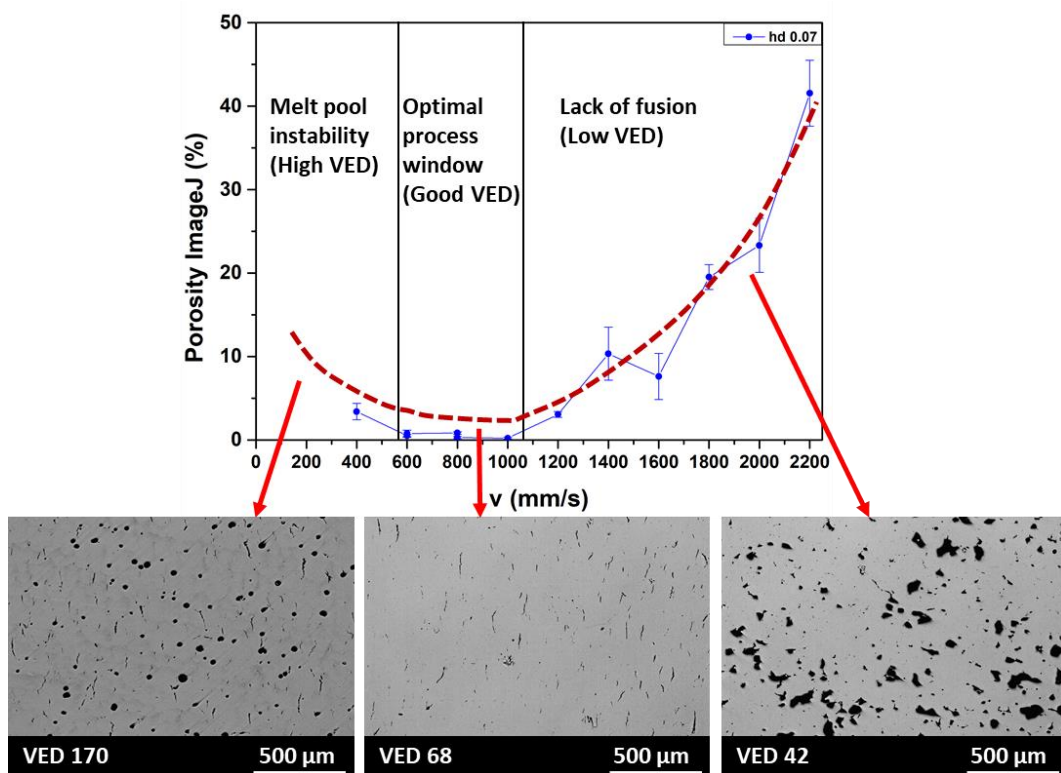 50
40
30
20
10
0
Porosity ImageJ (%)
hd 0.07
Melt pool
instability
(High VED)
Optimal
process
window
(Good VED)
Lack of fusion
(Low VED)
0 200 400 600 800 1000 1200 1400 1600 1800 2000 2200
v (mm/s)
VED 170 500 µm
VED 68 500 µm
VED 42 500 µm